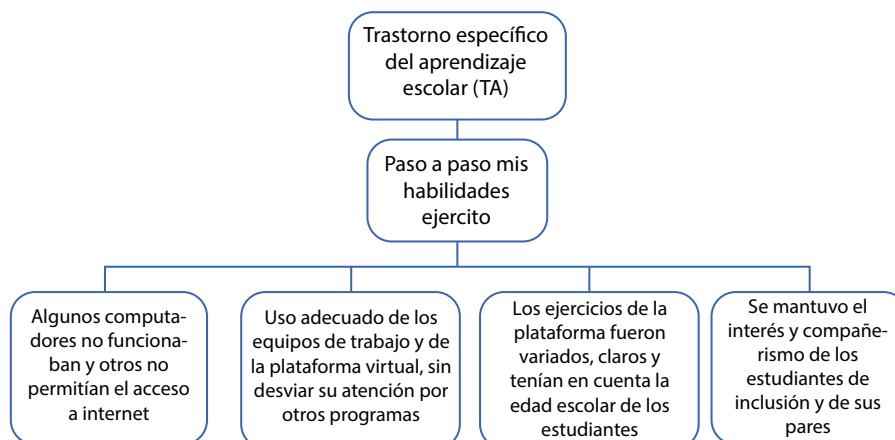 Trastorno específico
del aprendizaje
escolar (TA)
Paso a paso mis
habilidades
ejercito
Algunos computa-
dores no funciona-
ban y otros no
permitían el acceso
a internet
Uso adecuado de los
equipos de trabajo y de
la plataforma virtual, sin
desviar su atención por
otros programas
Los ejercicios de la
plataforma fueron
variados, claros y
tenían en cuenta la
edad escolar de los
estudiantes
Se mantuvo el
interés y compañe-
rismo de los
estudiantes de
inclusión y de sus
pares